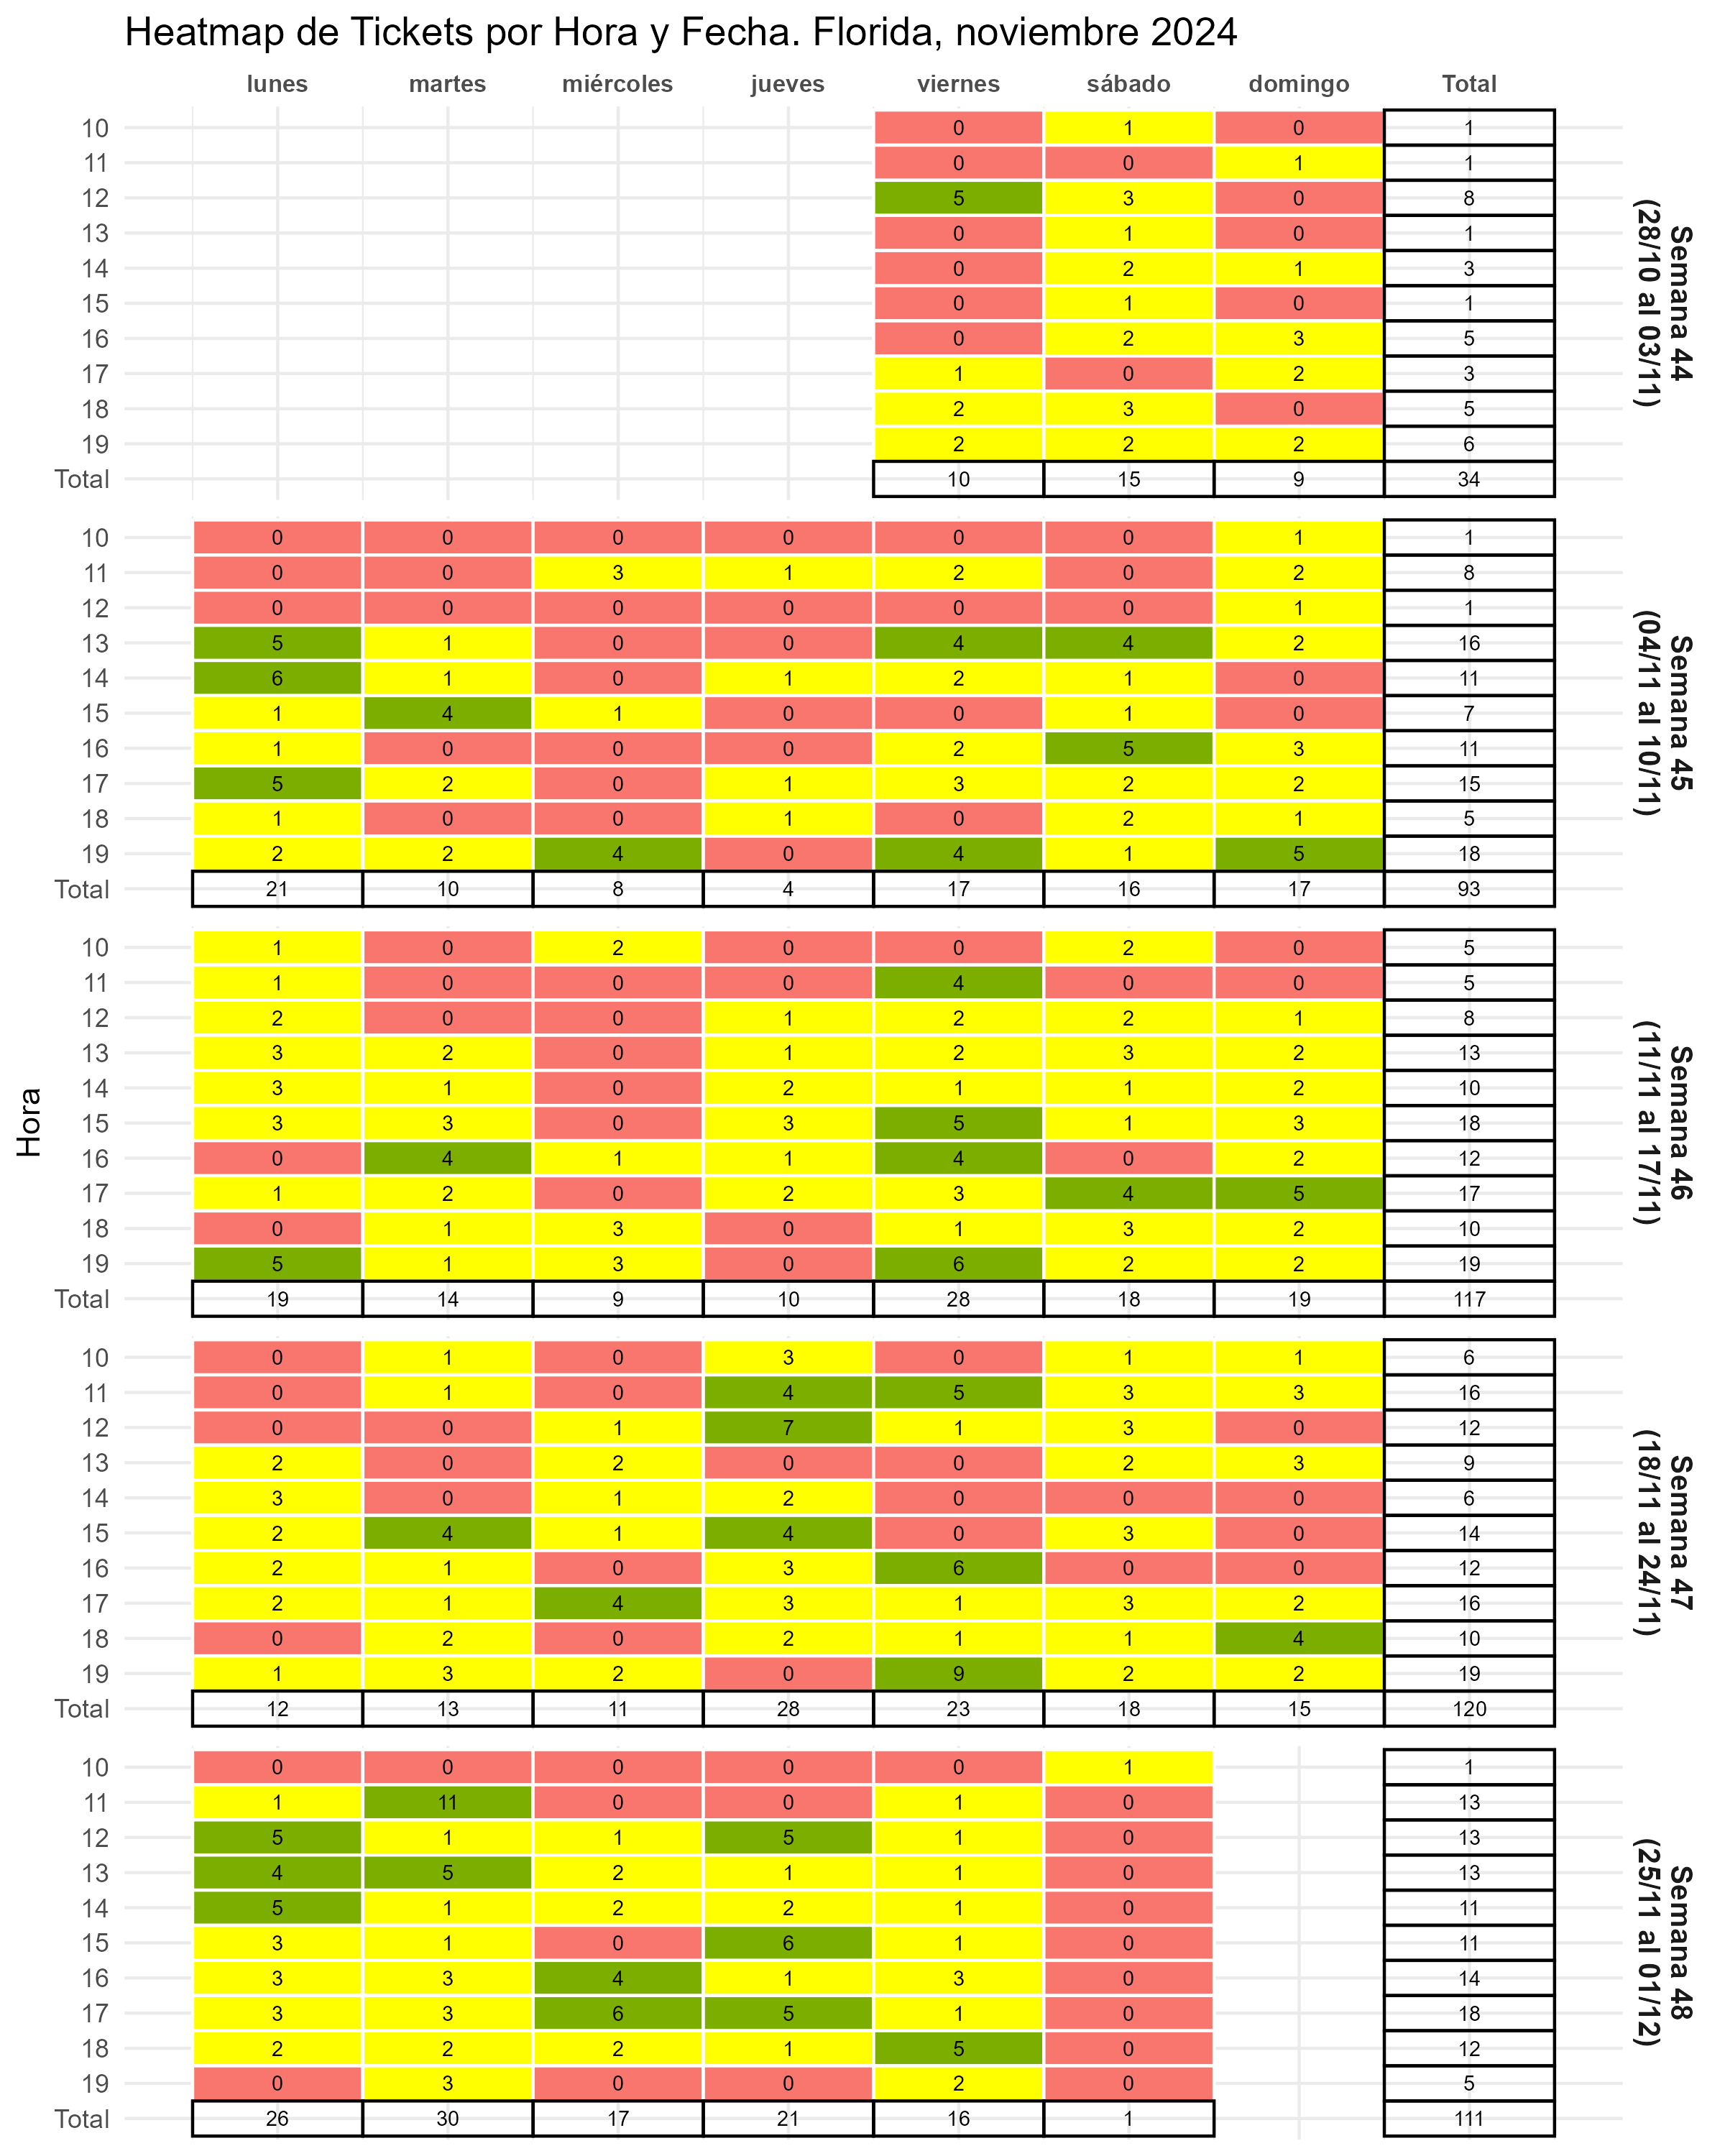 Heatmap de Tickets por Hora y Fecha. Florida, noviembre 2024
lunes martes miércoles jueves viernes sábado domingo Total
10 0 1 0 1
11 0 0 1 1
12 5 3 0 8
13 0 1 0 1
14 0 2 1 3
15 0 1 0 1
16 0 2 3 5
17 1 0 2 3
18 2 3 0 5
19 2 2 2 6
Total 10 15 9 34
Semana 44
(28/10 al 03/11)
10 0 0 0 0 0 0 1 1
11 0 0 3 1 2 0 2 8
12 0 0 0 0 0 0 1 1
13 5 1 0 0 4 4 2 16
14 6 1 0 1 2 1 0 11
15 1 4 1 0 0 1 0 7
16 1 0 0 0 2 5 3 11
17 5 2 0 1 3 2 2 15
18 1 0 0 1 0 2 1 5
19 2 2 4 0 4 1 5 18
Total 21 10 8 4 17 16 17 93
Semana 45
(04/11 al 10/11)
Hora
10 1 0 2 0 0 2 0 5
11 1 0 0 0 4 0 0 5
12 2 0 0 1 2 2 1 8
13 3 2 0 1 2 3 2 13
14 3 1 0 2 1 1 2 10
15 3 3 0 3 5 1 3 18
16 0 4 1 1 4 0 2 12
17 1 2 0 2 3 4 5 17
18 0 1 3 0 1 3 2 10
19 5 1 3 0 6 2 2 19
Total 19 14 9 10 28 18 19 117
Semana 46
(11/11 al 17/11)
10 0 1 0 3 0 1 1 6
11 0 1 0 4 5 3 3 16
12 0 0 1 7 1 3 0 12
13 2 0 2 0 0 2 3 9
14 3 0 1 2 0 0 0 6
15 2 4 1 4 0 3 0 14
16 2 1 0 3 6 0 0 12
17 2 1 4 3 1 3 2 16
18 0 2 0 2 1 1 4 10
19 1 3 2 0 9 2 2 19
Total 12 13 11 28 23 18 15 120
Semana 47
(18/11 al 24/11)
10 0 0 0 0 0 1 1
11 1 11 0 0 1 0 13
12 5 1 1 5 1 0 13
13 4 5 2 1 1 0 13
14 5 1 2 2 1 0 11
15 3 1 0 6 1 0 11
16 3 3 4 1 3 0 14
17 3 3 6 5 1 0 18
18 2 2 2 1 5 0 12
19 0 3 0 0 2 0 5
Total 26 30 17 21 16 1 111
Semana 48
(25/11 al 01/12)